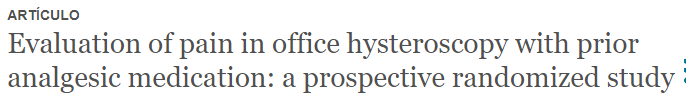 ARTÍCULO
Evaluation of pain in office hysteroscopy with prior
analgesic medication: a prospective randomized study